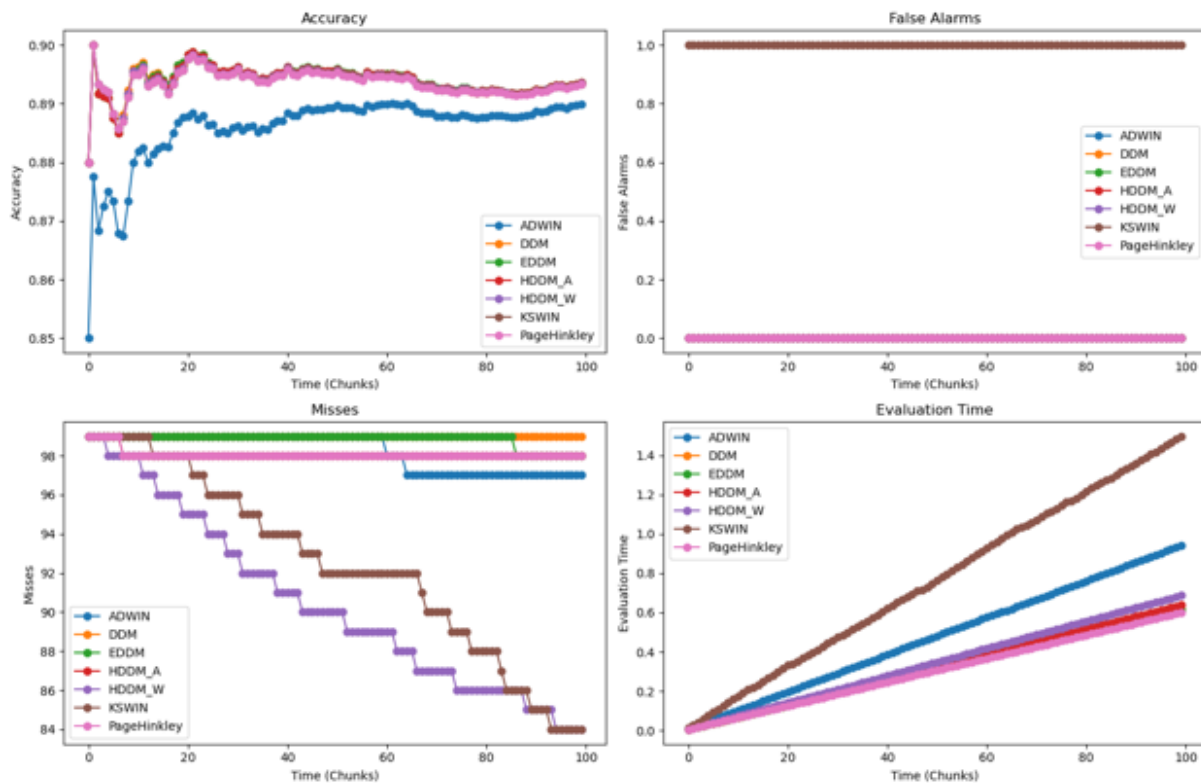 Accuracy
0.90
0.89
0.88
0.87
0.86
0.85
Accuracy
0
20
40
60
80
100
Time (Chunks)
ADWIN
DDM
EDDM
HDDM_A
HDDM_W
KSWIN
PageHinkley
False Alarms
1.0
0.8
0.6
0.4
0.2
0.0
False Alarms
0
20
40
60
80
100
Time (Chunks)
ADWIN
DDM
EDDM
HDDM_A
HDDM_W
KSWIN
PageHinkley
Misses
98
96
94
92
90
88
86
84
Misses
0
20
40
60
80
100
Time (Chunks)
ADWIN
DDM
EDDM
HDDM_A
HDDM_W
KSWIN
PageHinkley
Evaluation Time
1.4
1.2
1.0
0.8
0.6
0.4
0.2
0.0
Evaluation Time
0
20
40
60
80
100
Time (Chunks)
ADWIN
DDM
EDDM
HDDM_A
HDDM_W
KSWIN
PageHinkley